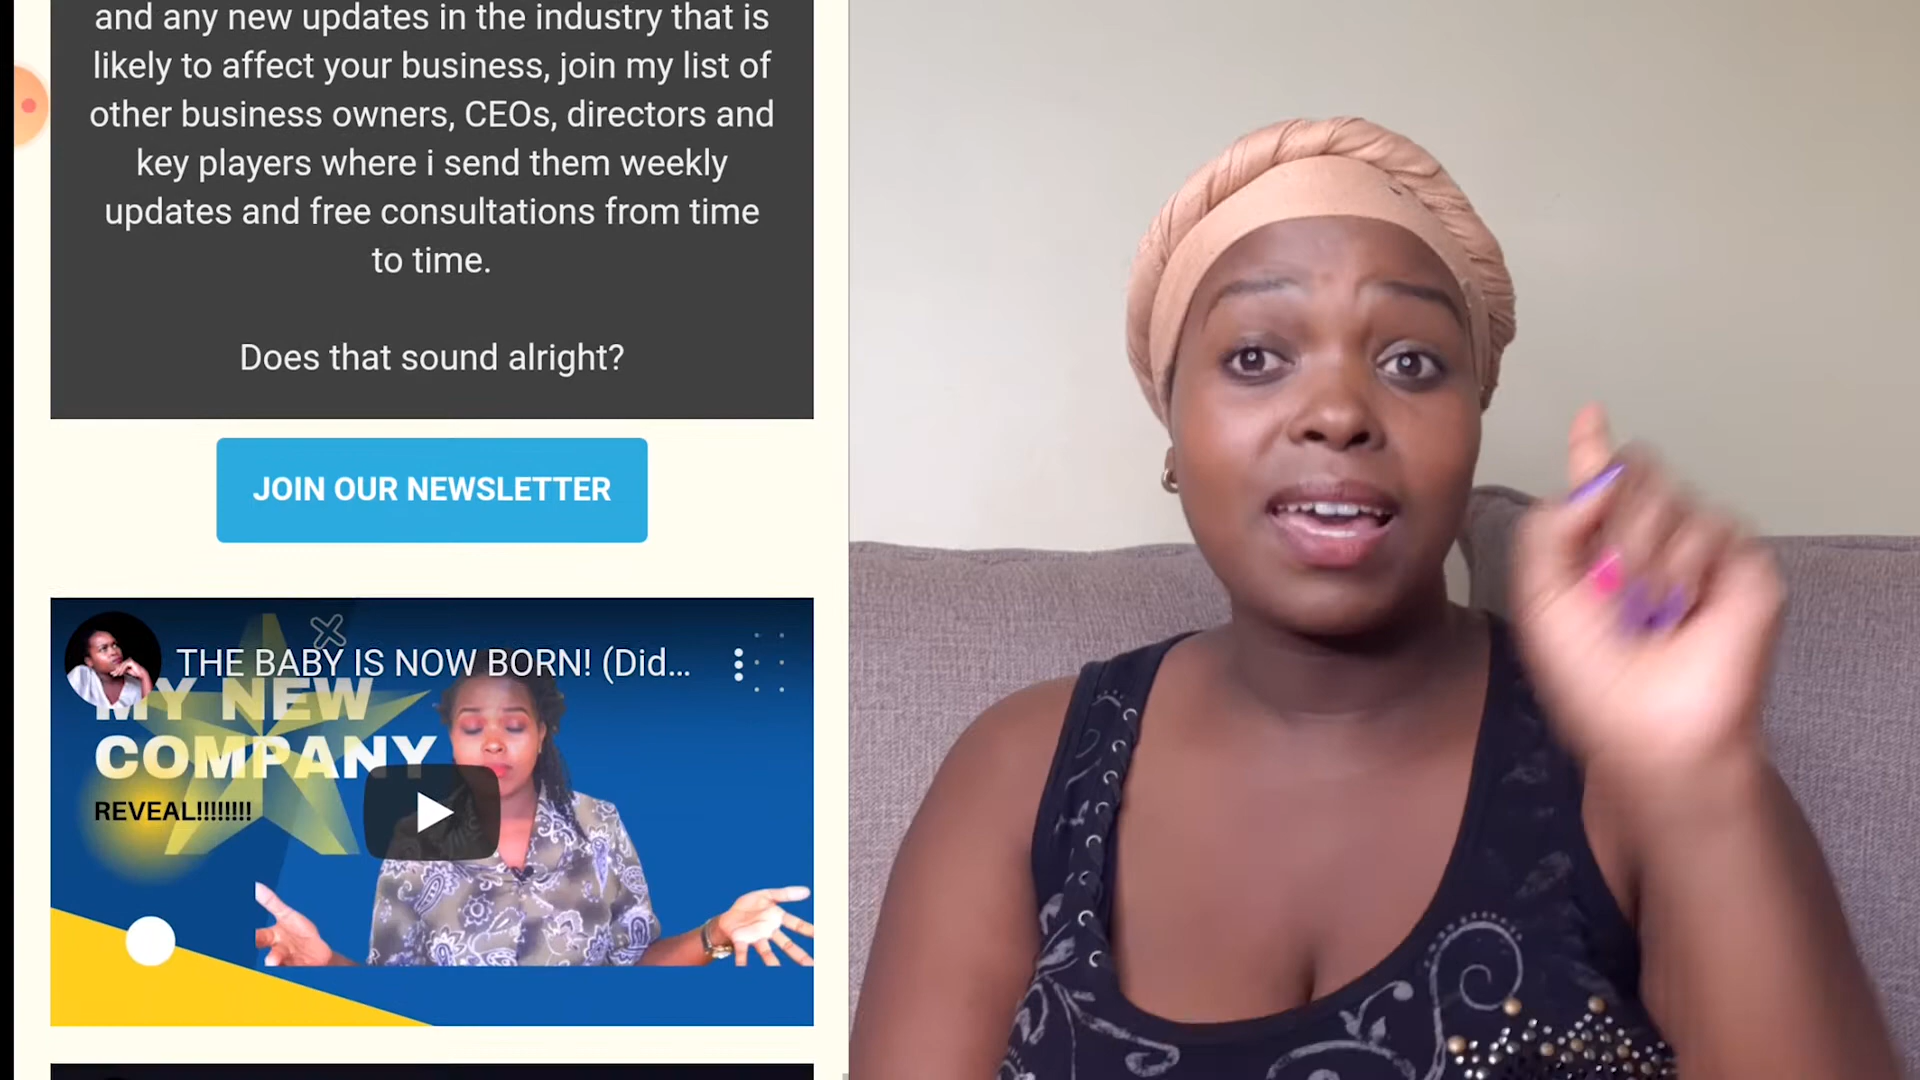 and any new updates in the industry that is
likely to affect your business, join my list of
other business owners, CEOs, directors and
key players where i send them weekly
updates and free consultations from time
to time.
Does that sound alright?
JOIN OUR NEWSLETTER
THE BABY IS NOW BORN! (Did...
MY NEW
COMPANY
REVEAL!!!!!!!!